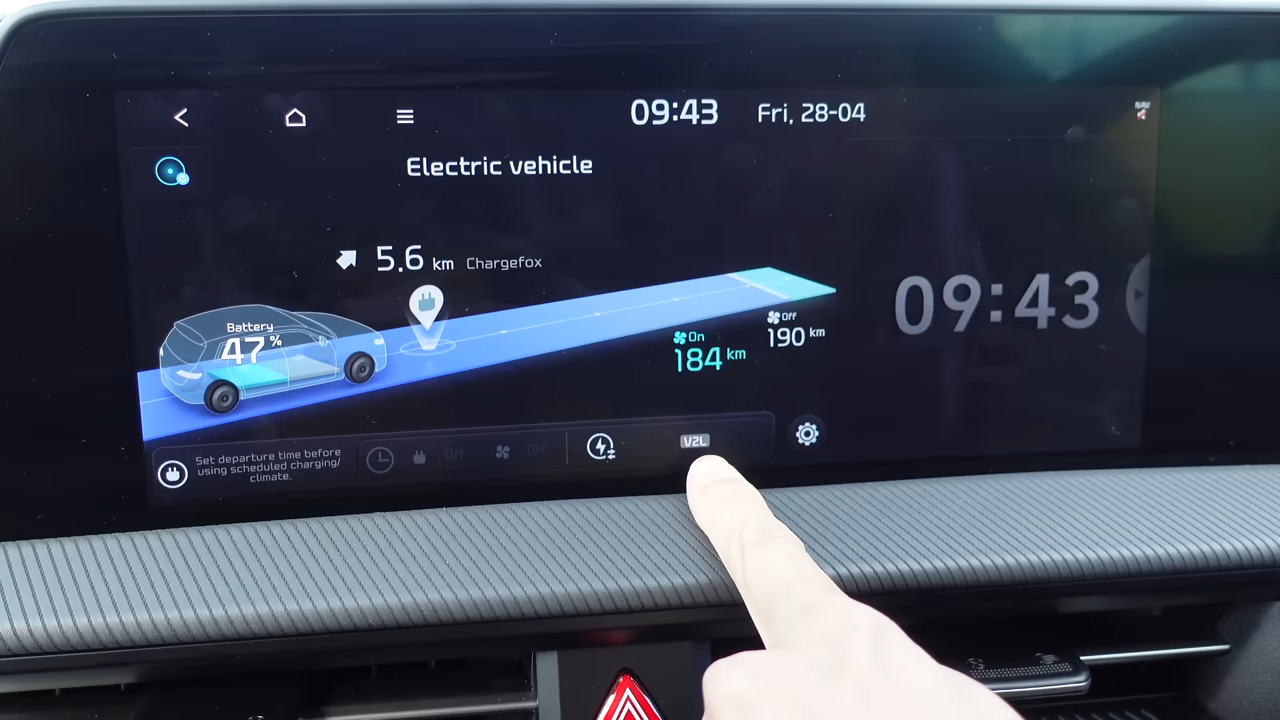 09:43 Fri, 28-04
NAV
Electric vehicle
5.6 km Chargefox
Battery
47%
On
184 km
Off
190 km
09:43
Set departure time before
using scheduled charging/
climate.
Off
Off
V2L